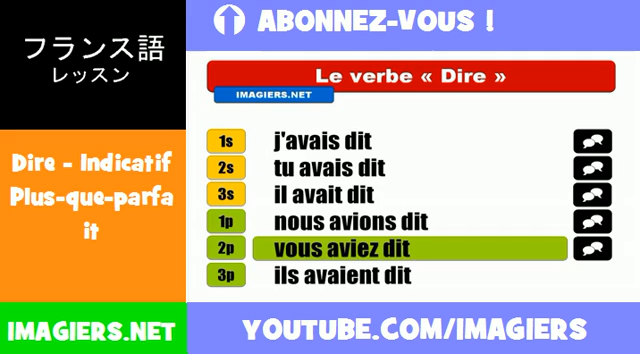 フランス語
レッスン
ABONNEZ-VOUS !
Le verbe « Dire »
IMAGIERS.NET
Dire - Indicatif
Plus-que-parfa
it
1s j'avais dit
2s tu avais dit
3s il avait dit
1p nous avions dit
2p vous aviez dit
3p ils avaient dit
IMAGIERS.NET
YOUTUBE.COM/IMAGIERS